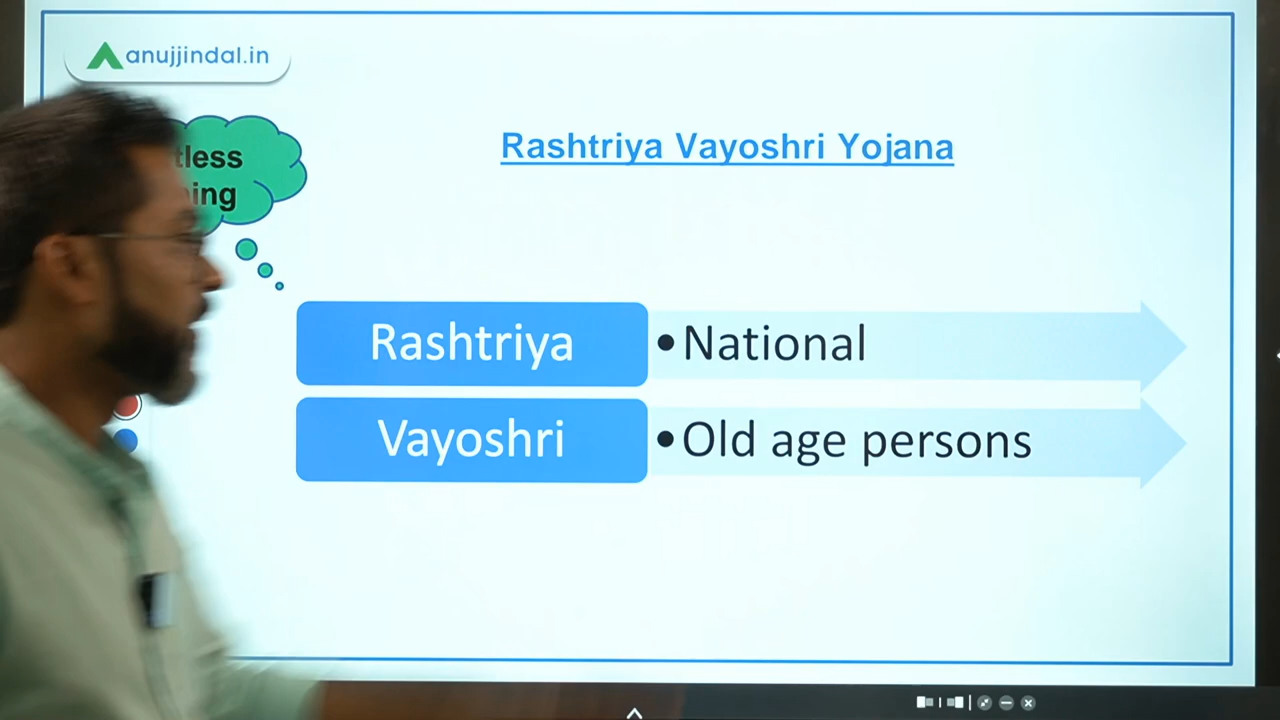 anujjindal.in
Rashtriya Vayoshri Yojana
Rashtriya
•National
Vayoshri
•Old age persons